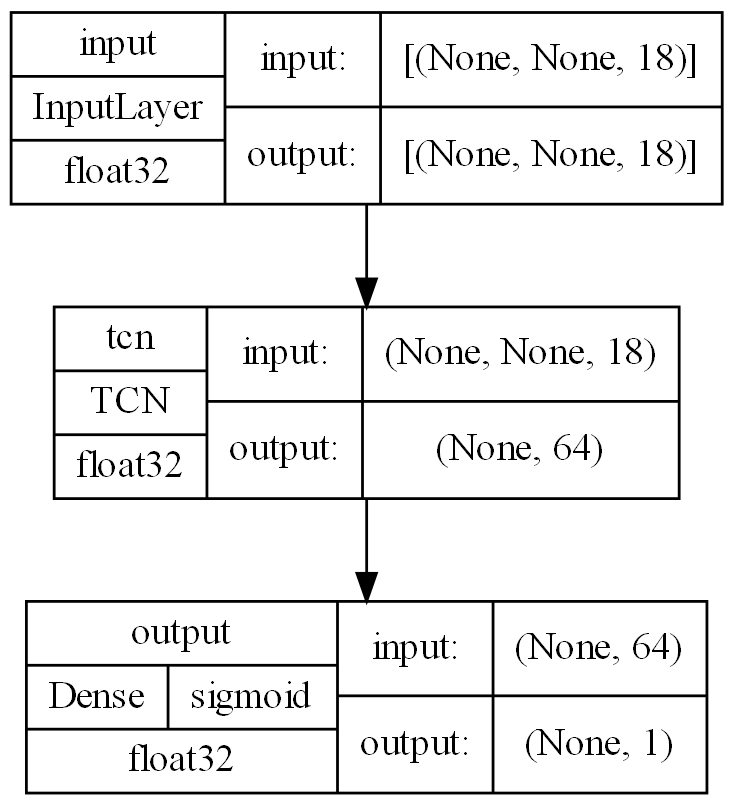 input
InputLayer
float32
input:
[(None, None, 18)]
output:
[(None, None, 18)]
tcn
TCN
float32
input:
(None, None, 18)
output:
(None, 64)
output
Dense
sigmoid
float32
input:
(None, 64)
output:
(None, 1)